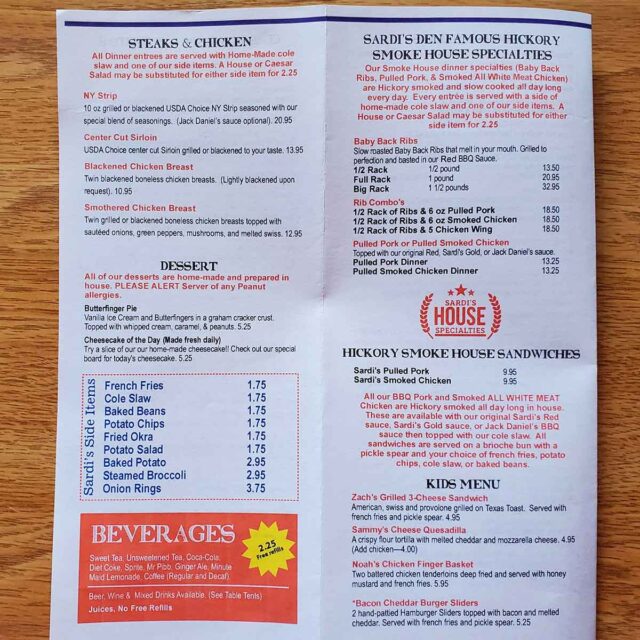 STEAKS & CHICKEN
All Dinner entrees are served with Home-Made cole
slaw and one of our side items. A House or Caesar
Salad may be substituted for either side item for 2.25
NY Strip
10 oz grilled or blackened USDA Choice NY Strip seasoned with our
special blend of seasonings. (Jack Daniel's sauce optional). 20.95
Center Cut Sirloin
USDA Choice center cut Sirloin grilled or blackened to your taste. 13.95
Blackened Chicken Breast
Twin blackened boneless chicken breasts. (Lightly blackened upon
request). 10.95
Smothered Chicken Breast
Twin grilled or blackened boneless chicken breasts topped with
sautéed onions, green peppers, mushrooms, and melted swiss. 12.95
DESSERT
All of our desserts are home-made and prepared in
house. PLEASE ALERT Server of any Peanut
allergies.
Butterfinger Pie
Vanilla Ice Cream and Butterfingers in a graham cracker crust.
Topped with whipped cream, caramel, & peanuts. 5.25
Cheesecake of the Day (Made fresh daily)
Try a slice of our our home-made cheesecake!! Check out our special
board for today's cheesecake. 5.25
Sardi's Side Items
French Fries 1.75
Cole Slaw 1.75
Baked Beans 1.75
Potato Chips 1.75
Fried Okra 1.75
Potato Salad 1.75
Baked Potato 2.95
Steamed Broccoli 2.95
Onion Rings 3.75
BEVERAGES
2.25
Free refills
Sweet Tea, Unsweetened Tea, Coca-Cola,
Diet Coke, Sprite, Mr Pibb, Ginger Ale, Minute
Maid Lemonade, Coffee (Regular and Decaf).
Beer, Wine & Mixed Drinks Available. (See Table Tents)
Juices, No Free Refills
SARDI'S DEN FAMOUS HICKORY
SMOKE HOUSE SPECIALTIES
Our Smoke House dinner specialties (Baby Back
Ribs, Pulled Pork, & Smoked All White Meat Chicken)
are Hickory smoked and slow cooked all day long
every day. Every entrée is served with a side of
home-made cole slaw and one of our side items. A
House or Caesar Salad may be substituted for either
side item for 2.25
Baby Back Ribs
Slow roasted Baby Back Ribs that melt in your mouth. Grilled to
perfection and basted in our Red BBQ Sauce.
1/2 Rack 1/2 pound 13.50
Full Rack 1 pound 20.95
Big Rack 1 1/2 pounds 32.95
Rib Combo's
1/2 Rack of Ribs & 6 oz Pulled Pork 18.50
1/2 Rack of Ribs & 6 oz Smoked Chicken 18.50
1/2 Rack of Ribs & 5 Chicken Wing 18.50
Pulled Pork or Pulled Smoked Chicken
Topped with our original Red, Sardi's Gold, or Jack Daniel's sauce.
Pulled Pork Dinner 13.25
Pulled Smoked Chicken Dinner 13.25
SARDI'S
HOUSE
SPECIALTIES
HICKORY SMOKE HOUSE SANDWICHES
Sardi's Pulled Pork 9.95
Sardi's Smoked Chicken 9.95
All our BBQ Pork and Smoked ALL WHITE MEAT
Chicken are Hickory smoked all day long in house.
These are available with our original Sardi's Red
sauce, Sardi's Gold sauce, or Jack Daniel's BBQ
sauce then topped with our cole slaw. All
sandwiches are served on a brioche bun with a
pickle spear and your choice of french fries, potato
chips, cole slaw, or baked beans.
KIDS MENU
Zach's Grilled 3-Cheese Sandwich
American, swiss and provolone grilled on Texas Toast. Served with
french fries and pickle spear. 4.95
Sammy's Cheese Quesadilla
A crispy flour tortilla with melted cheddar and mozzarella cheese. 4.95
(Add chicken—4.00)
Noah's Chicken Finger Basket
Two battered chicken tenderloins deep fried and served with honey
mustard and french fries. 5.95
*Bacon Cheddar Burger Sliders
2 hand-pattied Hamburger Sliders topped with bacon and melted
cheddar. Served with french fries and pickle spear. 5.25